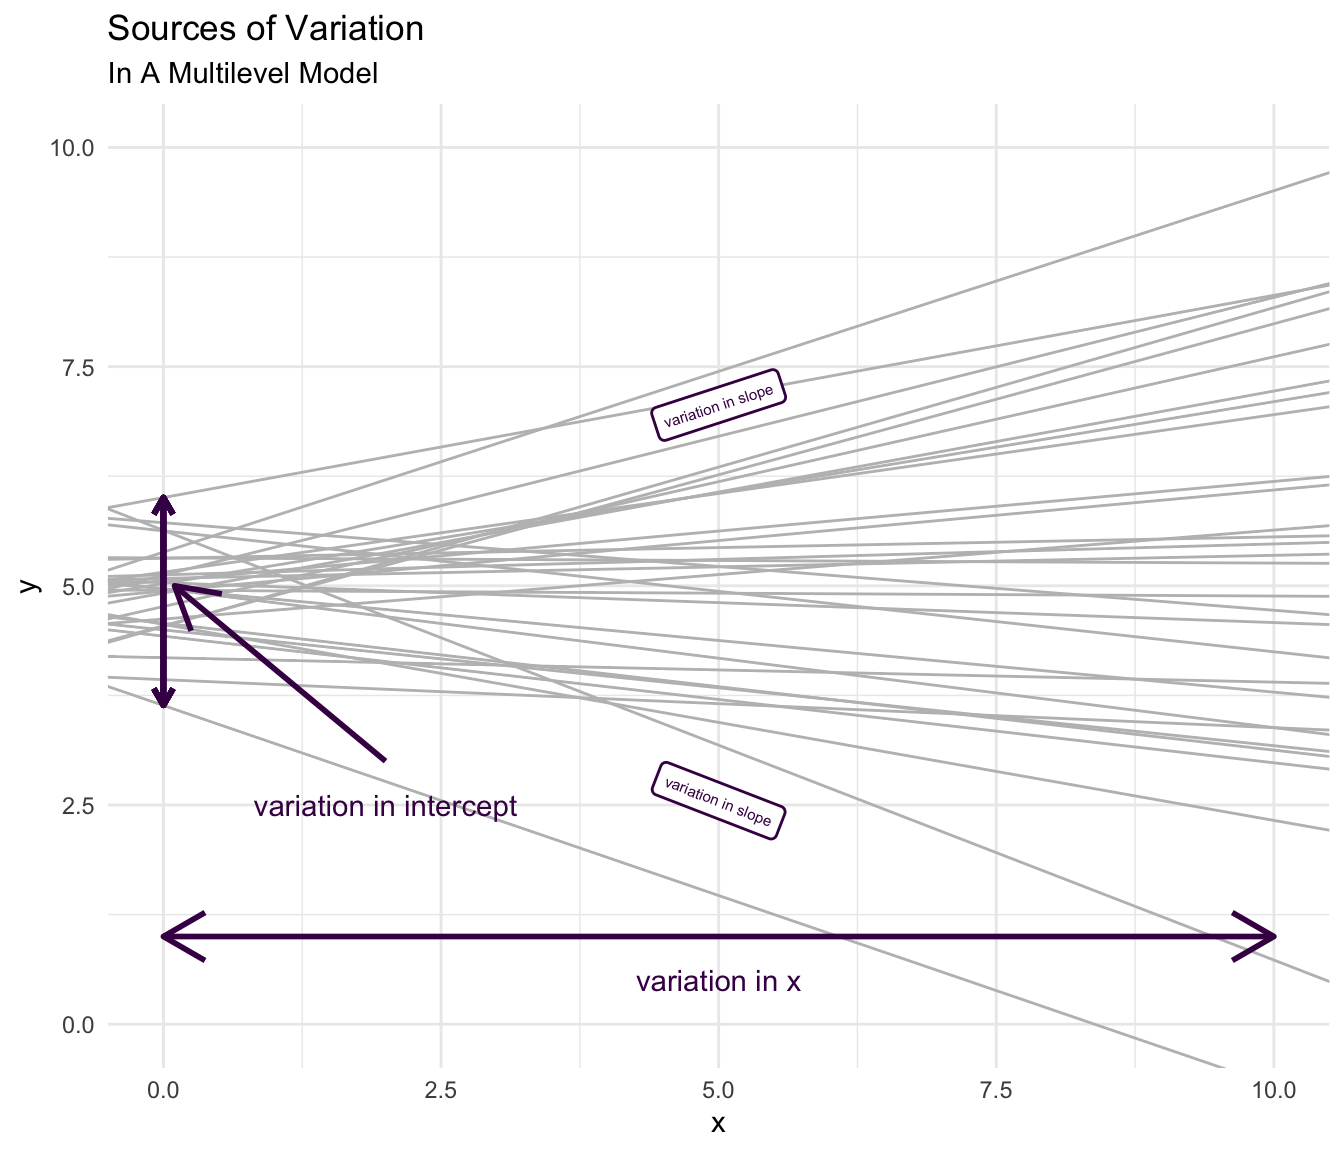 Sources of Variation
In A Multilevel Model
10.0
7.5
5.0
2.5
0.0
y
variation in slope
variation in slope
variation in intercept
variation in x
0.0 2.5 5.0 7.5 10.0
x